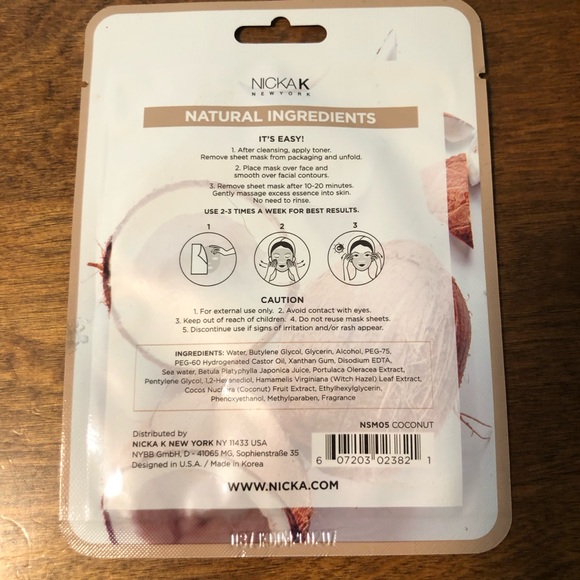 NICKA K
NEW YORK
NATURAL INGREDIENTS
IT'S EASY!
1. After cleansing, apply toner.
Remove sheet mask from packaging and unfold.
2. Place mask over face and
smooth over facial contours.
3. Remove sheet mask after 10-20 minutes.
Gently massage excess essence into skin.
No need to rinse.
USE 2-3 TIMES A WEEK FOR BEST RESULTS.
1 2 3
CAUTION
1. For external use only. 2. Avoid contact with eyes.
3. Keep out of reach of children. 4. Do not reuse mask sheets.
5. Discontinue use if signs of irritation and/or rash appear.
INGREDIENTS: Water, Butylene Glycol, Glycerin, Alcohol, PEG-75,
PEG-60 Hydrogenated Castor Oil, Xanthan Gum, Disodium EDTA,
Sea water, Betula Platyphylla Japonica Juice, Portulaca Oleracea Extract,
Pentylene Glycol, 1,2-Hexanediol, Hamamelis Virginiana (Witch Hazel) Leaf Extract,
Cocos Nucifera (Coconut) Fruit Extract, Ethylhexylglycerin,
Phenoxyethanol, Methylparaben, Fragrance
NSM05 COCONUT
Distributed by
NICKA K NEW YORK NY 11433 USA
NYBB GmbH, D - 41065 MG, Sophienstraße 35
Designed in U.S.A. / Made in Korea
6 07203 02382 1
WWW.NICKA.COM